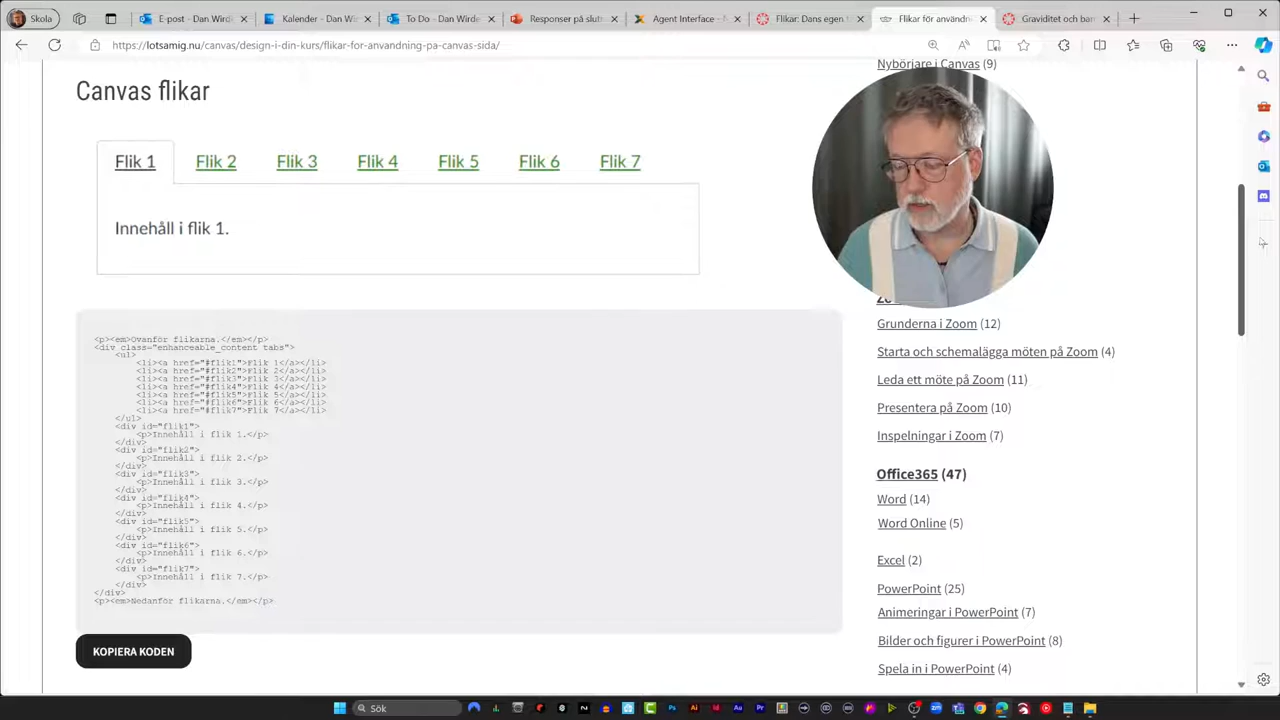 Skola
E-post - Dan Wirde
Kalender - Dan Wi
To Do - Dan Wirde
Responser på slut
Agent Interface - F
Flikar: Dans egen
Flikar för använd
Graviditet och bar
https://lotsamig.nu/canvas/design-i-din-kurs/flikar-for-anvandning-pa-canvas-sida/
Nybörjare i Canvas (9)
Canvas flikar
Flik 1
Flik 2
Flik 3
Flik 4
Flik 5
Flik 6
Flik 7
Innehåll i flik 1.
<p><em>Ovanför flikarna.</em></p>
<div class="enhanceable_content tabs">
<ul>
<li><a href="#flik1">Flik 1</a></li>
<li><a href="#flik2">Flik 2</a></li>
<li><a href="#flik3">Flik 3</a></li>
<li><a href="#flik4">Flik 4</a></li>
<li><a href="#flik5">Flik 5</a></li>
<li><a href="#flik6">Flik 6</a></li>
<li><a href="#flik7">Flik 7</a></li>
</ul>
<div id="flik1">
<p>Innehåll i flik 1.</p>
</div>
<div id="flik2">
<p>Innehåll i flik 2.</p>
</div>
<div id="flik3">
<p>Innehåll i flik 3.</p>
</div>
<div id="flik4">
<p>Innehåll i flik 4.</p>
</div>
<div id="flik5">
<p>Innehåll i flik 5.</p>
</div>
<div id="flik6">
<p>Innehåll i flik 6.</p>
</div>
<div id="flik7">
<p>Innehåll i flik 7.</p>
</div>
</div>
<p><em>Nedanför flikarna.</em></p>
KOPIERA KODEN
Grunderna i Zoom (12)
Starta och schemalägga möten på Zoom (4)
Leda ett möte på Zoom (11)
Presentera på Zoom (10)
Inspelningar i Zoom (7)
Office365 (47)
Word (14)
Word Online (5)
Excel (2)
PowerPoint (25)
Animeringar i PowerPoint (7)
Bilder och figurer i PowerPoint (8)
Spela in i PowerPoint (4)
Sök